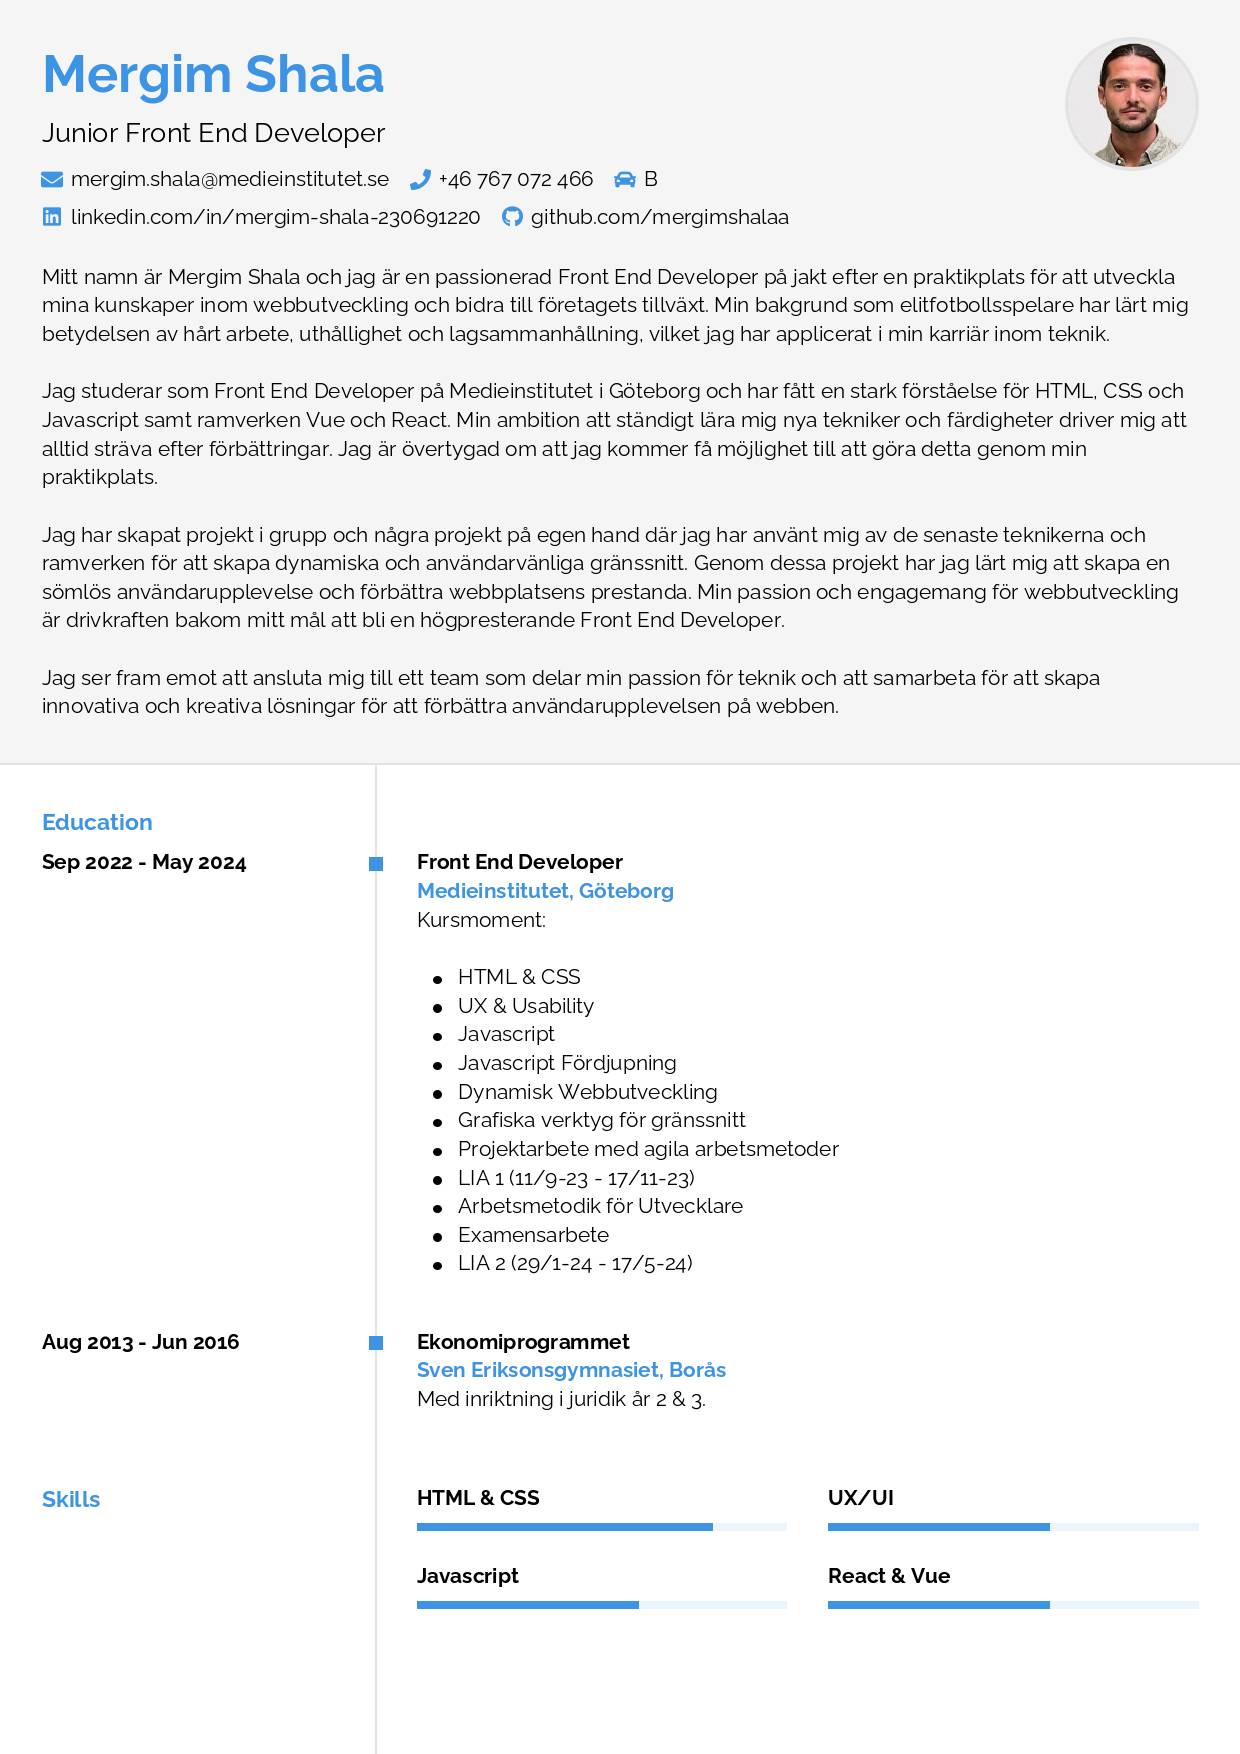 Mergim Shala
Junior Front End Developer
mergim.shala@medieinstitutet.se +46 767 072 466 B
linkedin.com/in/mergim-shala-230691220 github.com/mergimshalaa
Mitt namn är Mergim Shala och jag är en passionerad Front End Developer på jakt efter en praktikplats för att utveckla
mina kunskaper inom webbutveckling och bidra till företagets tillväxt. Min bakgrund som elitfotbollsspelare har lärt mig
betydelsen av hårt arbete, uthållighet och lagsammanhållning, vilket jag har applicerat i min karriär inom teknik.
Jag studerar som Front End Developer på Medieinstitutet i Göteborg och har fått en stark förståelse för HTML, CSS och
Javascript samt ramverken Vue och React. Min ambition att ständigt lära mig nya tekniker och färdigheter driver mig att
alltid sträva efter förbättringar. Jag är övertygad om att jag kommer få möjlighet till att göra detta genom min
praktikplats.
Jag har skapat projekt i grupp och några projekt på egen hand där jag har använt mig av de senaste teknikerna och
ramverken för att skapa dynamiska och användarvänliga gränssnitt. Genom dessa projekt har jag lärt mig att skapa en
sömlös användarupplevelse och förbättra webbplatsens prestanda. Min passion och engagemang för webbutveckling
är drivkraften bakom mitt mål att bli en högpresterande Front End Developer.
Jag ser fram emot att ansluta mig till ett team som delar min passion för teknik och att samarbeta för att skapa
innovativa och kreativa lösningar för att förbättra användarupplevelsen på webben.
Education
Sep 2022 - May 2024
Front End Developer
Medieinstitutet, Göteborg
Kursmoment:
● HTML & CSS
● UX & Usability
● Javascript
● Javascript Fördjupning
● Dynamisk Webbutveckling
● Grafiska verktyg för gränssnitt
● Projektarbete med agila arbetsmetoder
● LIA 1 (11/9-23 - 17/11-23)
● Arbetsmetodik för Utvecklare
● Examensarbete
● LIA 2 (29/1-24 - 17/5-24)
Aug 2013 - Jun 2016
Ekonomiprogrammet
Sven Eriksonsgymnasiet, Borås
Med inriktning i juridik år 2 & 3.
Skills
HTML & CSS
UX/UI
Javascript
React & Vue